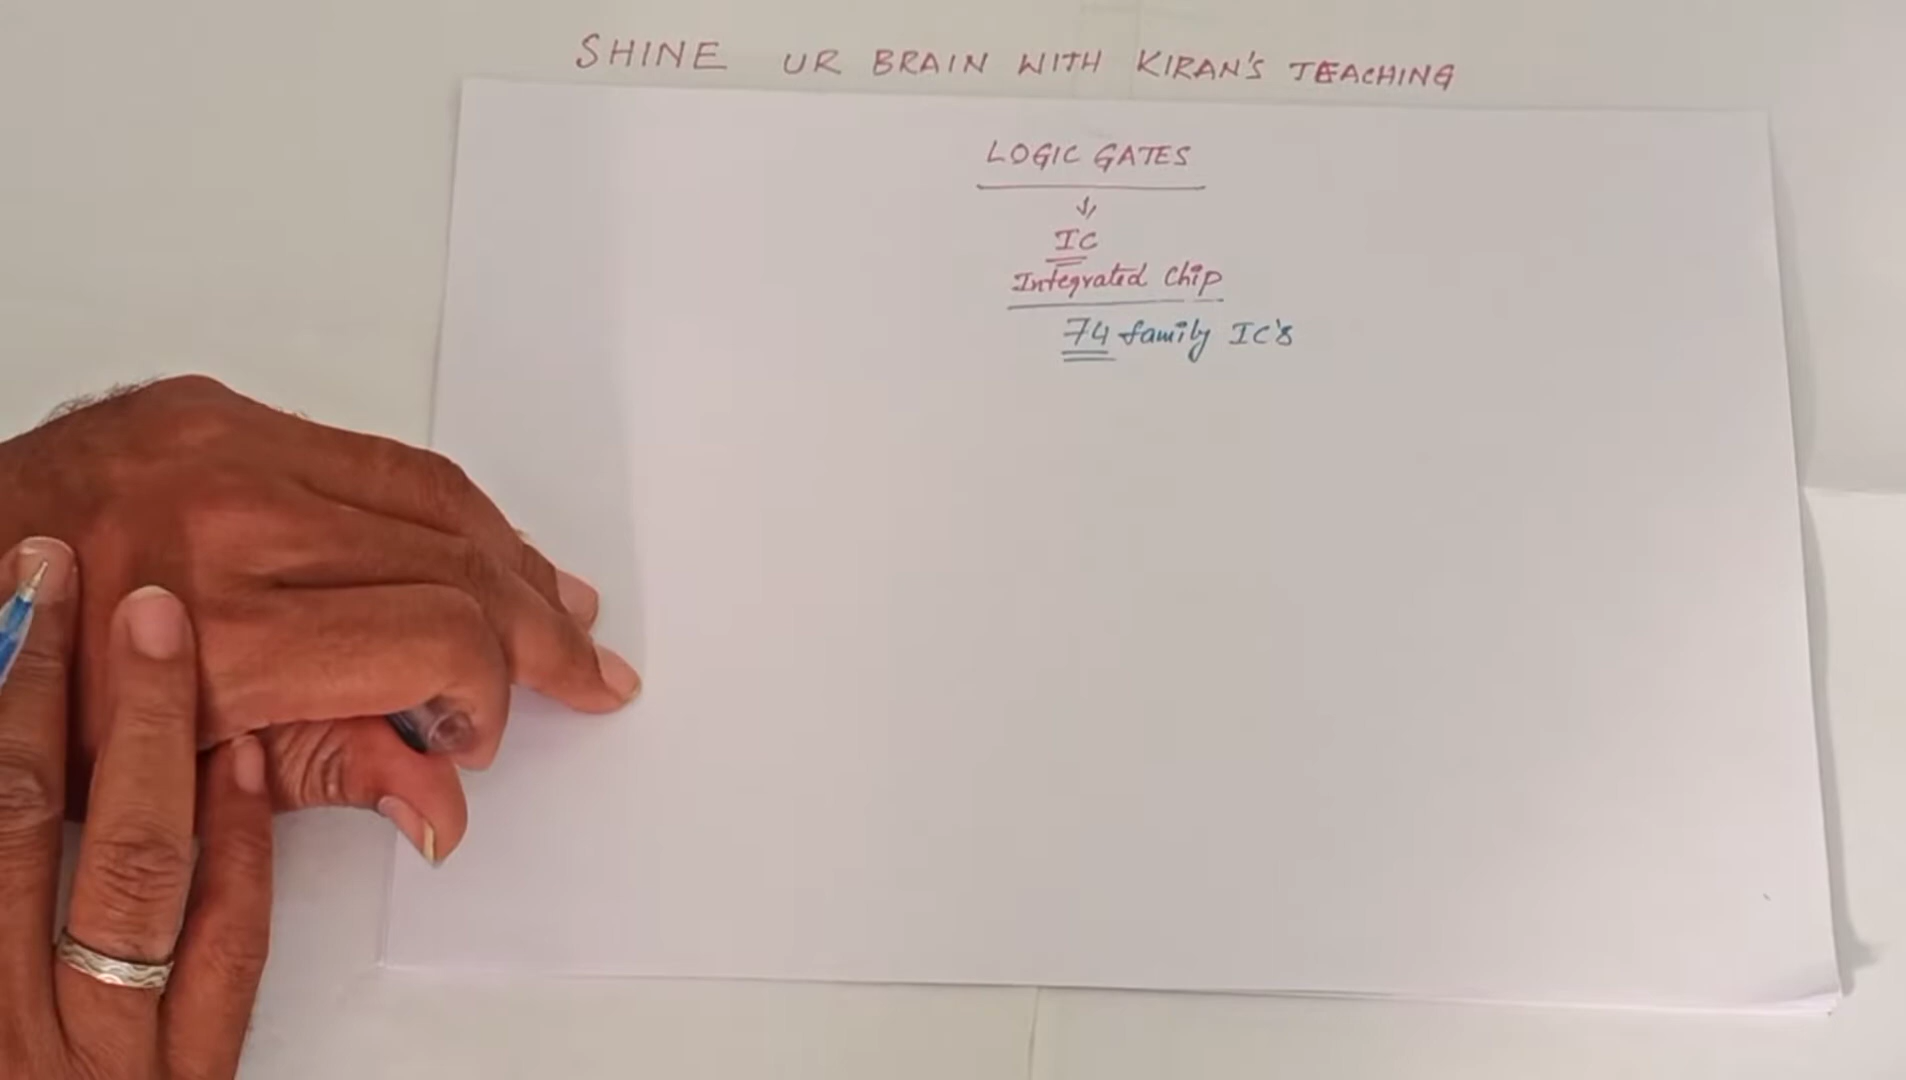 SHINE UR BRAIN WITH KIRAN'S TEACHING
LOGIC GATES
IC
Integrated Chip
74 family IC's